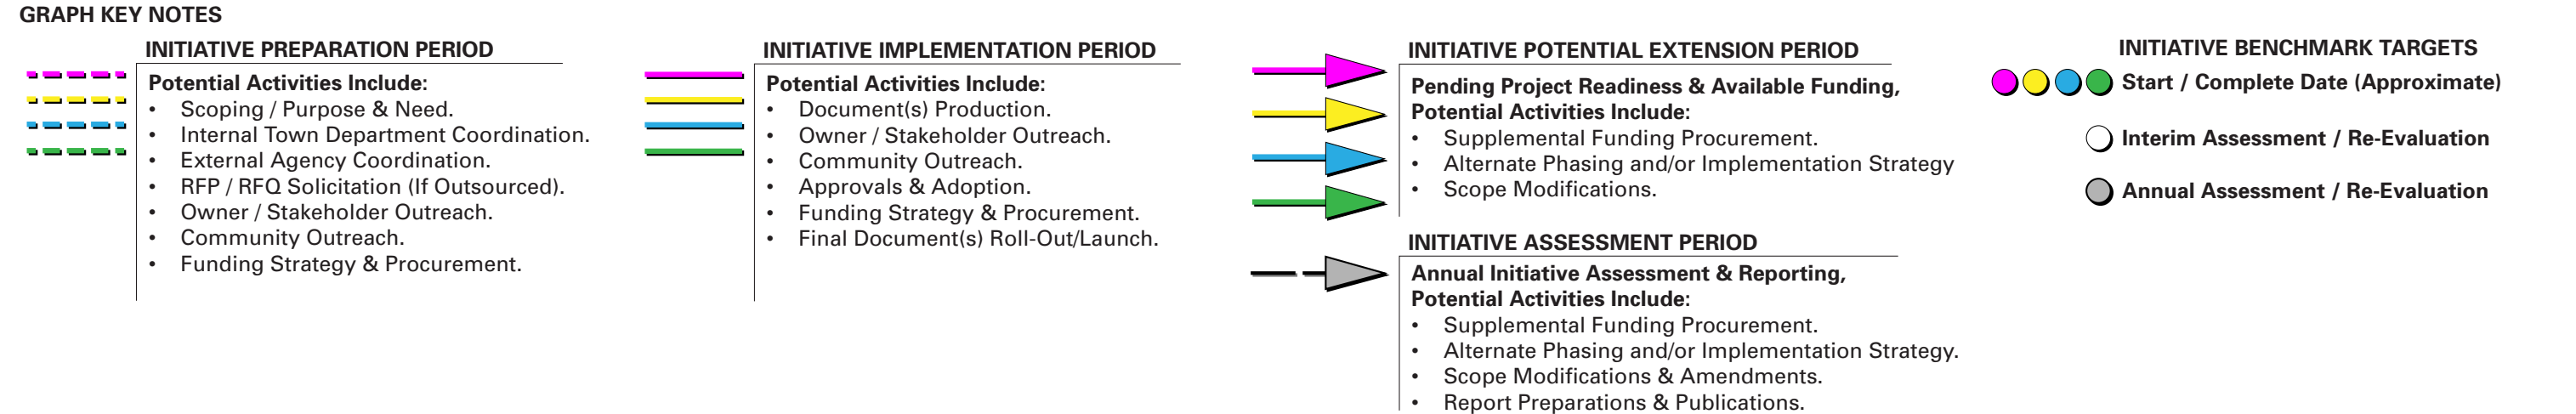 GRAPH KEY NOTES
INITIATIVE PREPARATION PERIOD
Potential Activities Include:
• Scoping / Purpose & Need.
• Internal Town Department Coordination.
• External Agency Coordination.
• RFP / RFQ Solicitation (If Outsourced).
• Owner / Stakeholder Outreach.
• Community Outreach.
• Funding Strategy & Procurement.
INITIATIVE IMPLEMENTATION PERIOD
Potential Activities Include:
• Document(s) Production.
• Owner / Stakeholder Outreach.
• Community Outreach.
• Approvals & Adoption.
• Funding Strategy & Procurement.
• Final Document(s) Roll-Out/Launch.
INITIATIVE POTENTIAL EXTENSION PERIOD
Pending Project Readiness & Available Funding,
Potential Activities Include:
• Supplemental Funding Procurement.
• Alternate Phasing and/or Implementation Strategy
• Scope Modifications.
INITIATIVE ASSESSMENT PERIOD
Annual Initiative Assessment & Reporting,
Potential Activities Include:
• Supplemental Funding Procurement.
• Alternate Phasing and/or Implementation Strategy.
• Scope Modifications & Amendments.
• Report Preparations & Publications.
INITIATIVE BENCHMARK TARGETS
Start / Complete Date (Approximate)
Interim Assessment / Re-Evaluation
Annual Assessment / Re-Evaluation